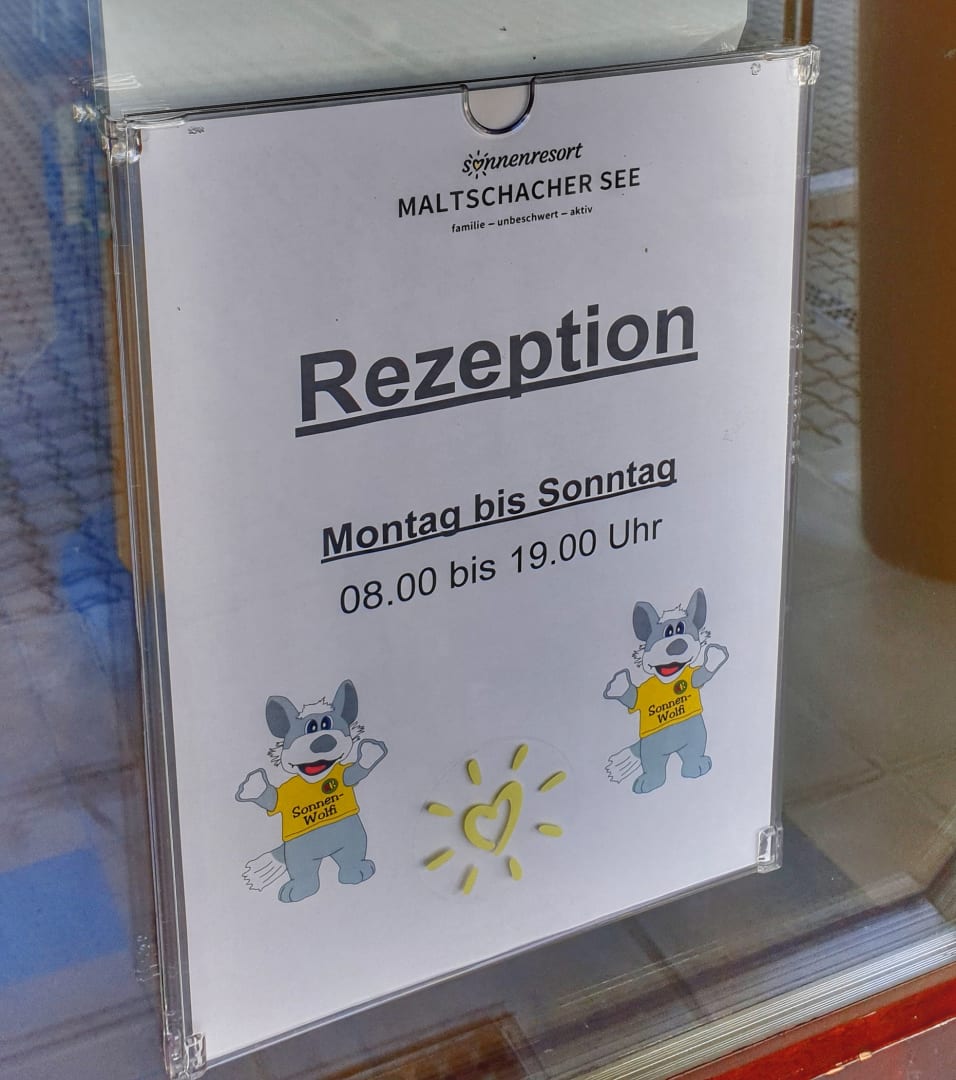 sonnenresort
MALTSCHACHER SEE
familie – unbeschwert – aktiv
Rezeption
Montag bis Sonntag
08.00 bis 19.00 Uhr
Sonnen-
Wolfi
Sonnen-
Wolfi